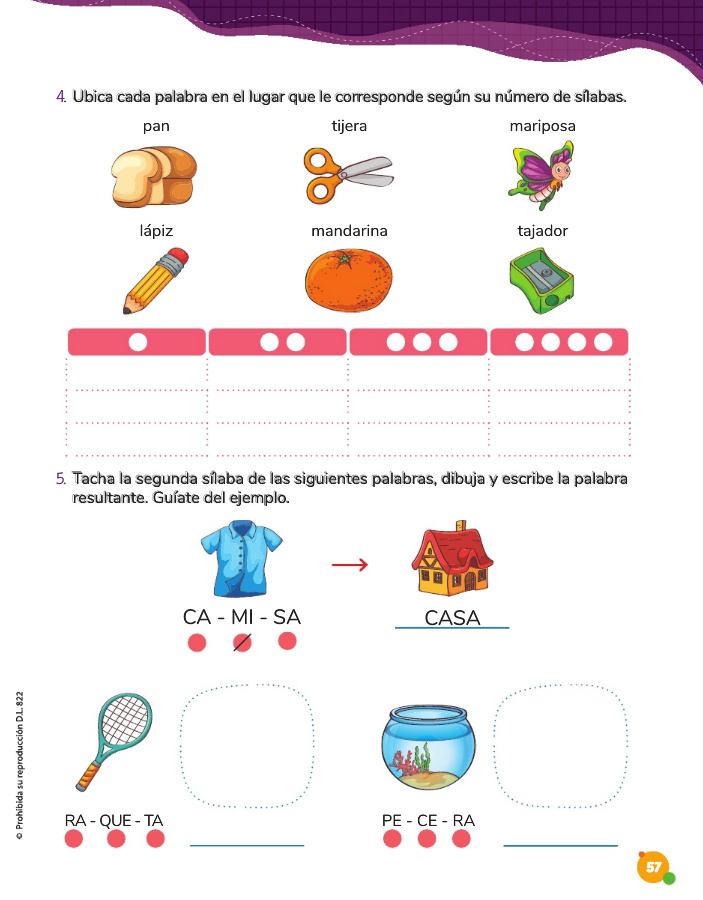 4. Ubica cada palabra en el lugar que le corresponde según su número de sílabas.
pan
tijera
mariposa
lápiz
mandarina
tajador
5. Tacha la segunda sílaba de las siguientes palabras, dibuja y escribe la palabra
resultante. Guíate del ejemplo.
CA - MI - SA
CASA
RA - QUE - TA
PE - CE - RA
© Prohibida su reproducción D.L. 822
57